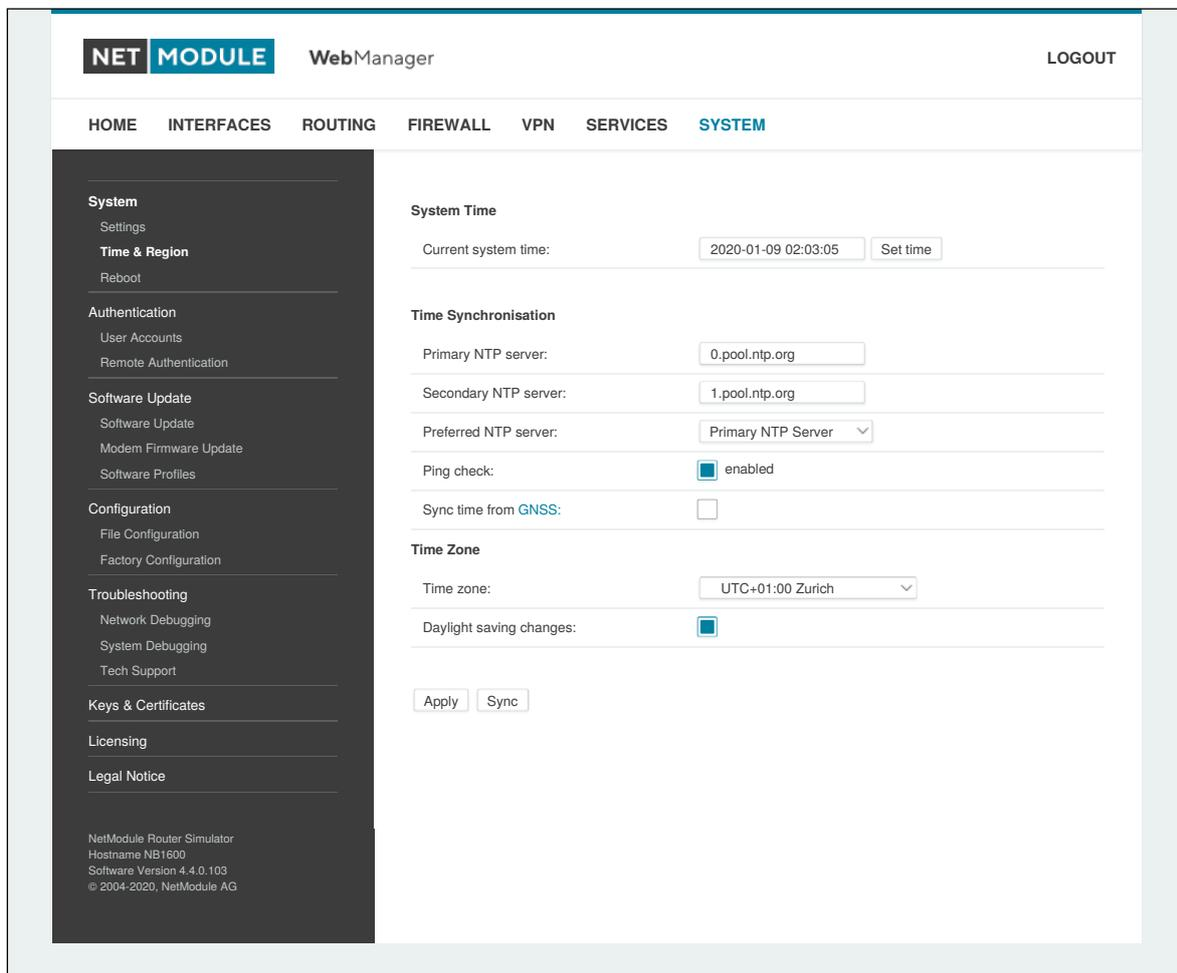 NET MODULE WebManager LOGOUT
HOME INTERFACES ROUTING FIREWALL VPN SERVICES SYSTEM
System
Settings
Time & Region
Reboot
Authentication
User Accounts
Remote Authentication
Software Update
Software Update
Modem Firmware Update
Software Profiles
Configuration
File Configuration
Factory Configuration
Troubleshooting
Network Debugging
System Debugging
Tech Support
Keys & Certificates
Licensing
Legal Notice
NetModule Router Simulator
Hostname NB1600
Software Version 4.4.0.103
© 2004-2020, NetModule AG
System Time
Current system time: 2020-01-09 02:03:05 Set time
Time Synchronisation
Primary NTP server: 0.pool.ntp.org
Secondary NTP server: 1.pool.ntp.org
Preferred NTP server: Primary NTP Server
Ping check: enabled
Sync time from GNSS:
Time Zone
Time zone: UTC+01:00 Zurich
Daylight saving changes:
Apply Sync